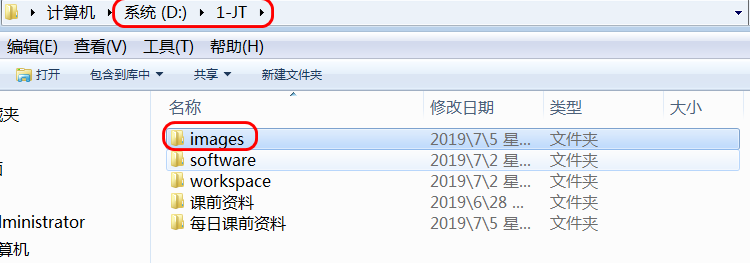 计算机 系统 (D:) 1-JT
编辑(E) 查看(V) 工具(T) 帮助(H)
打开 包含到库中 共享 新建文件夹
名称 修改日期 类型 大小
藏夹
images 2019\7\5 星... 文件夹
software 2019\7\2 星... 文件夹
workspace 2019\7\2 星... 文件夹
课前资料 2019\6\28 ... 文件夹
每日课前资料 2019\7\5 星... 文件夹
dministrator
算机